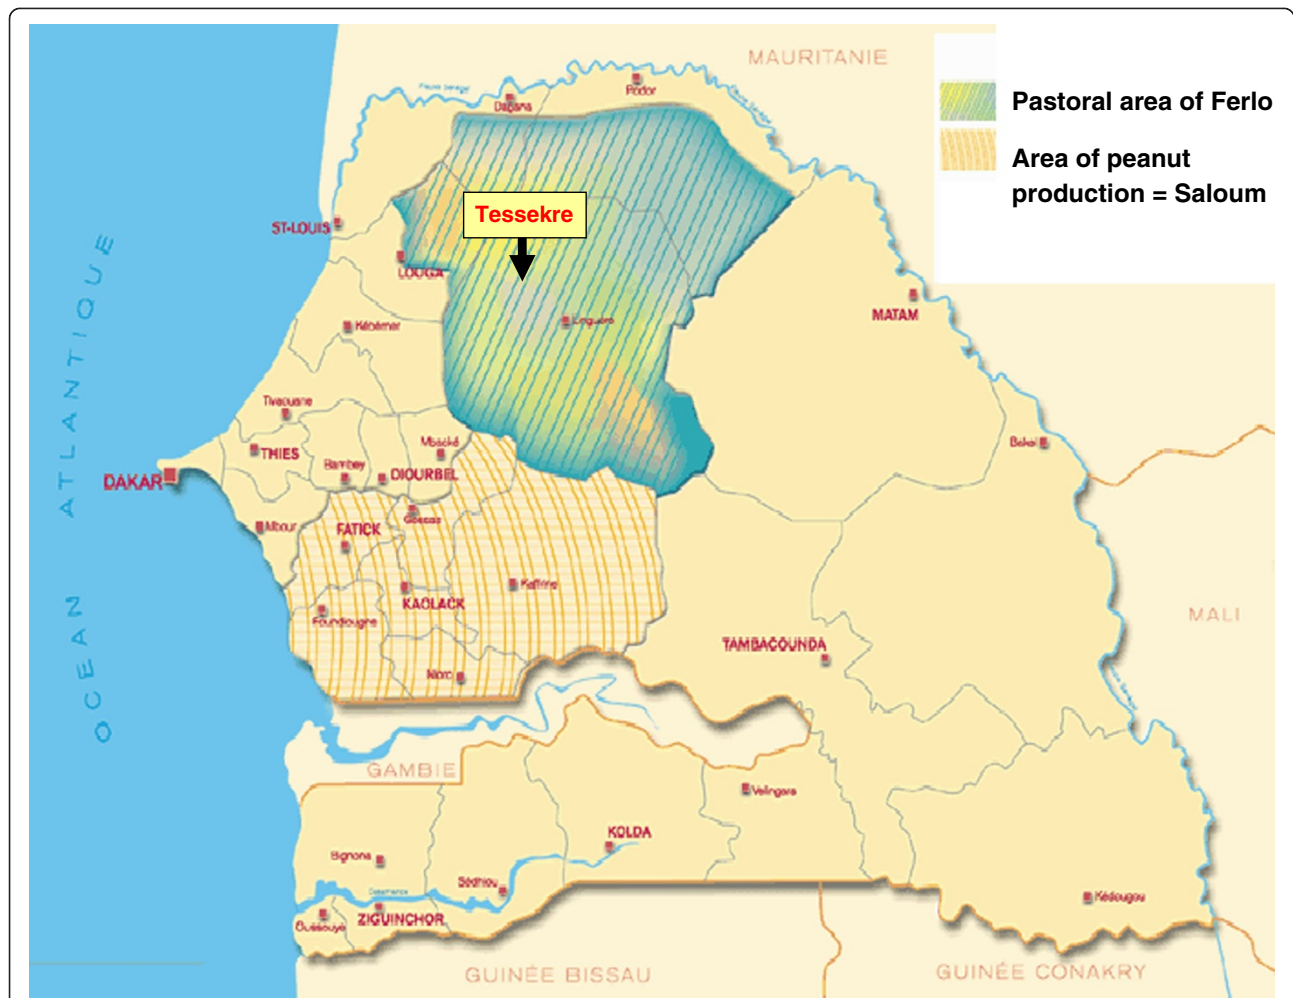 MAURITANIE
Pastoral area of Ferlo
Area of peanut
production = Saloum
Podor
Dagana
Tessekre
ST-LOUIS
LOUGA
MATAM
Linguère
Kébémer
Tivaouane
THIES
Mbacké
Bambey
DIOURBEL
Bakel
DAKAR
OCEAN ATLANTIQUE
Mbour
FATICK
Gossas
Kaffrine
KAOLACK
Foundiougne
MALI
TAMBACOUNDA
Nioro
GAMBIE
Velingara
KOLDA
Bignona
Sédhiou
Casamance
ZIGUINCHOR
Oussouye
Kédougou
GUINÉE BISSAU
GUINÉE CONAKRY